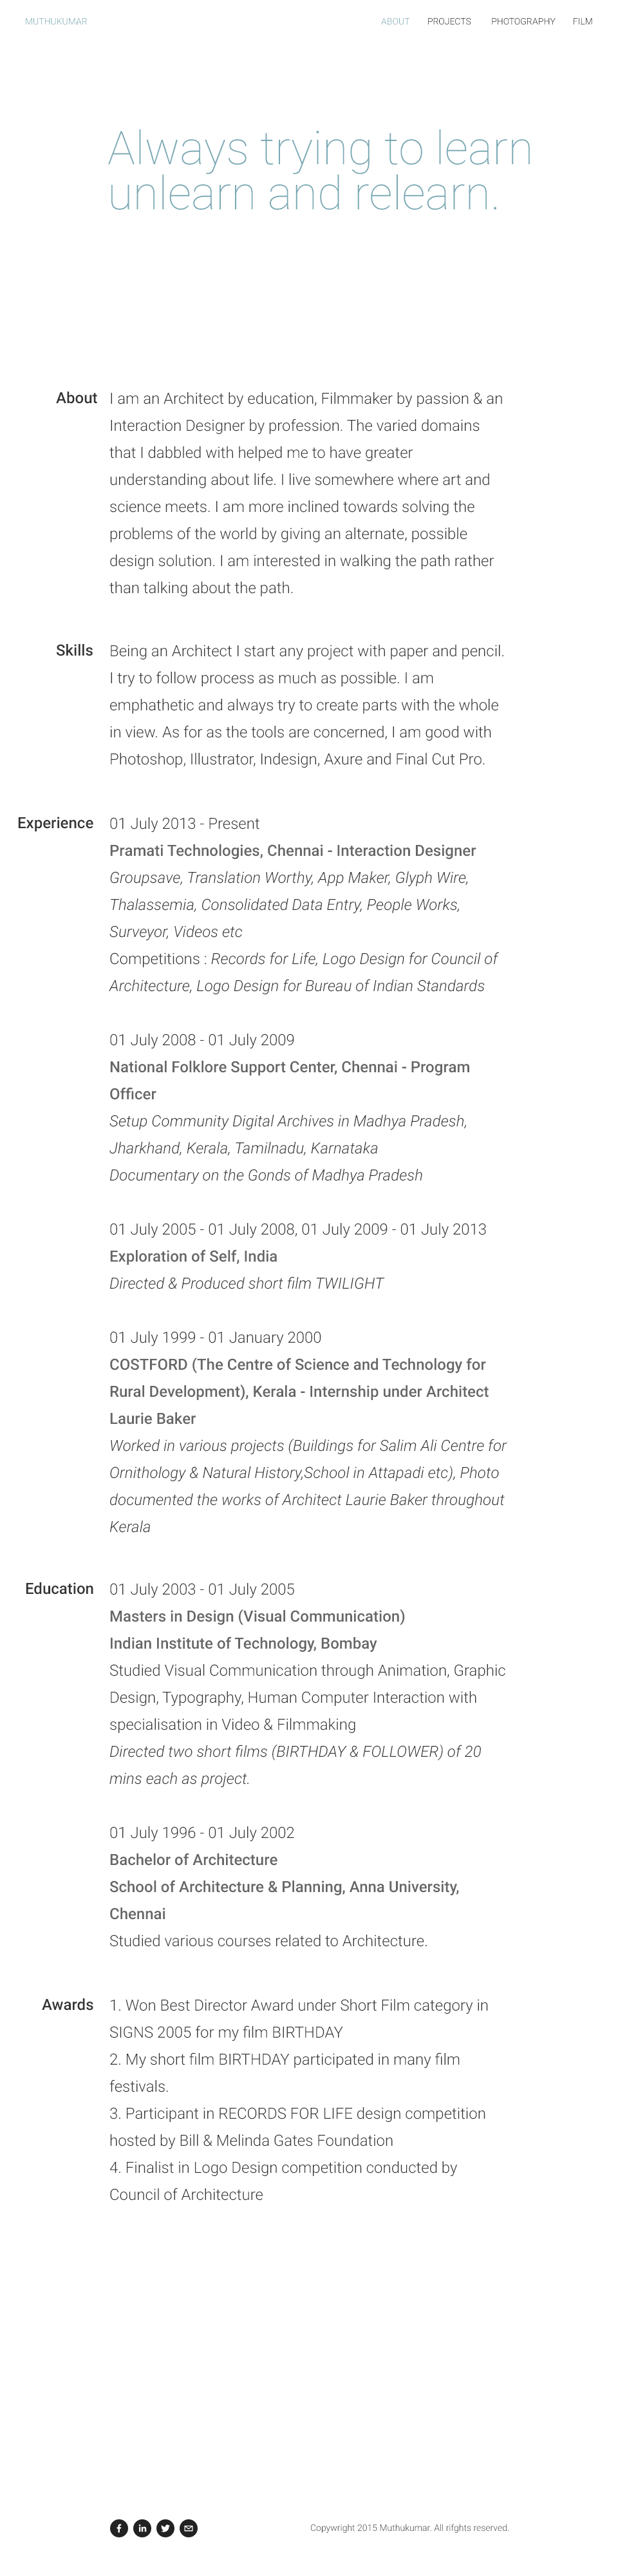 MUTHUKUMAR ABOUT PROJECTS PHOTOGRAPHY FILM
Always trying to learn
unlearn and relearn.
About I am an Architect by education, Filmmaker by passion & an
Interaction Designer by profession. The varied domains
that I dabbled with helped me to have greater
understanding about life. I live somewhere where art and
science meets. I am more inclined towards solving the
problems of the world by giving an alternate, possible
design solution. I am interested in walking the path rather
than talking about the path.
Skills Being an Architect I start any project with paper and pencil.
I try to follow process as much as possible. I am
emphathetic and always try to create parts with the whole
in view. As for as the tools are concerned, I am good with
Photoshop, Illustrator, Indesign, Axure and Final Cut Pro.
Experience 01 July 2013 - Present
Pramati Technologies, Chennai - Interaction Designer
Groupsave, Translation Worthy, App Maker, Glyph Wire,
Thalassemia, Consolidated Data Entry, People Works,
Surveyor, Videos etc
Competitions : Records for Life, Logo Design for Council of
Architecture, Logo Design for Bureau of Indian Standards
01 July 2008 - 01 July 2009
National Folklore Support Center, Chennai - Program
Officer
Setup Community Digital Archives in Madhya Pradesh,
Jharkhand, Kerala, Tamilnadu, Karnataka
Documentary on the Gonds of Madhya Pradesh
01 July 2005 - 01 July 2008, 01 July 2009 - 01 July 2013
Exploration of Self, India
Directed & Produced short film TWILIGHT
01 July 1999 - 01 January 2000
COSTFORD (The Centre of Science and Technology for
Rural Development), Kerala - Internship under Architect
Laurie Baker
Worked in various projects (Buildings for Salim Ali Centre for
Ornithology & Natural History,School in Attapadi etc), Photo
documented the works of Architect Laurie Baker throughout
Kerala
Education 01 July 2003 - 01 July 2005
Masters in Design (Visual Communication)
Indian Institute of Technology, Bombay
Studied Visual Communication through Animation, Graphic
Design, Typography, Human Computer Interaction with
specialisation in Video & Filmmaking
Directed two short films (BIRTHDAY & FOLLOWER) of 20
mins each as project.
01 July 1996 - 01 July 2002
Bachelor of Architecture
School of Architecture & Planning, Anna University,
Chennai
Studied various courses related to Architecture.
Awards 1. Won Best Director Award under Short Film category in
SIGNS 2005 for my film BIRTHDAY
2. My short film BIRTHDAY participated in many film
festivals.
3. Participant in RECORDS FOR LIFE design competition
hosted by Bill & Melinda Gates Foundation
4. Finalist in Logo Design competition conducted by
Council of Architecture
Copywright 2015 Muthukumar. All rifghts reserved.